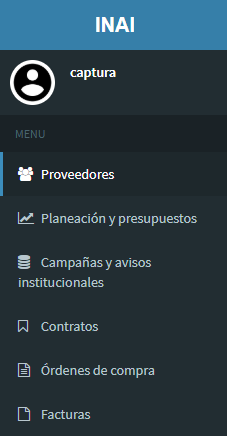 INAI
captura
MENU
Proveedores
Planeación y presupuestos
Campañas y avisos
institucionales
Contratos
Órdenes de compra
Facturas